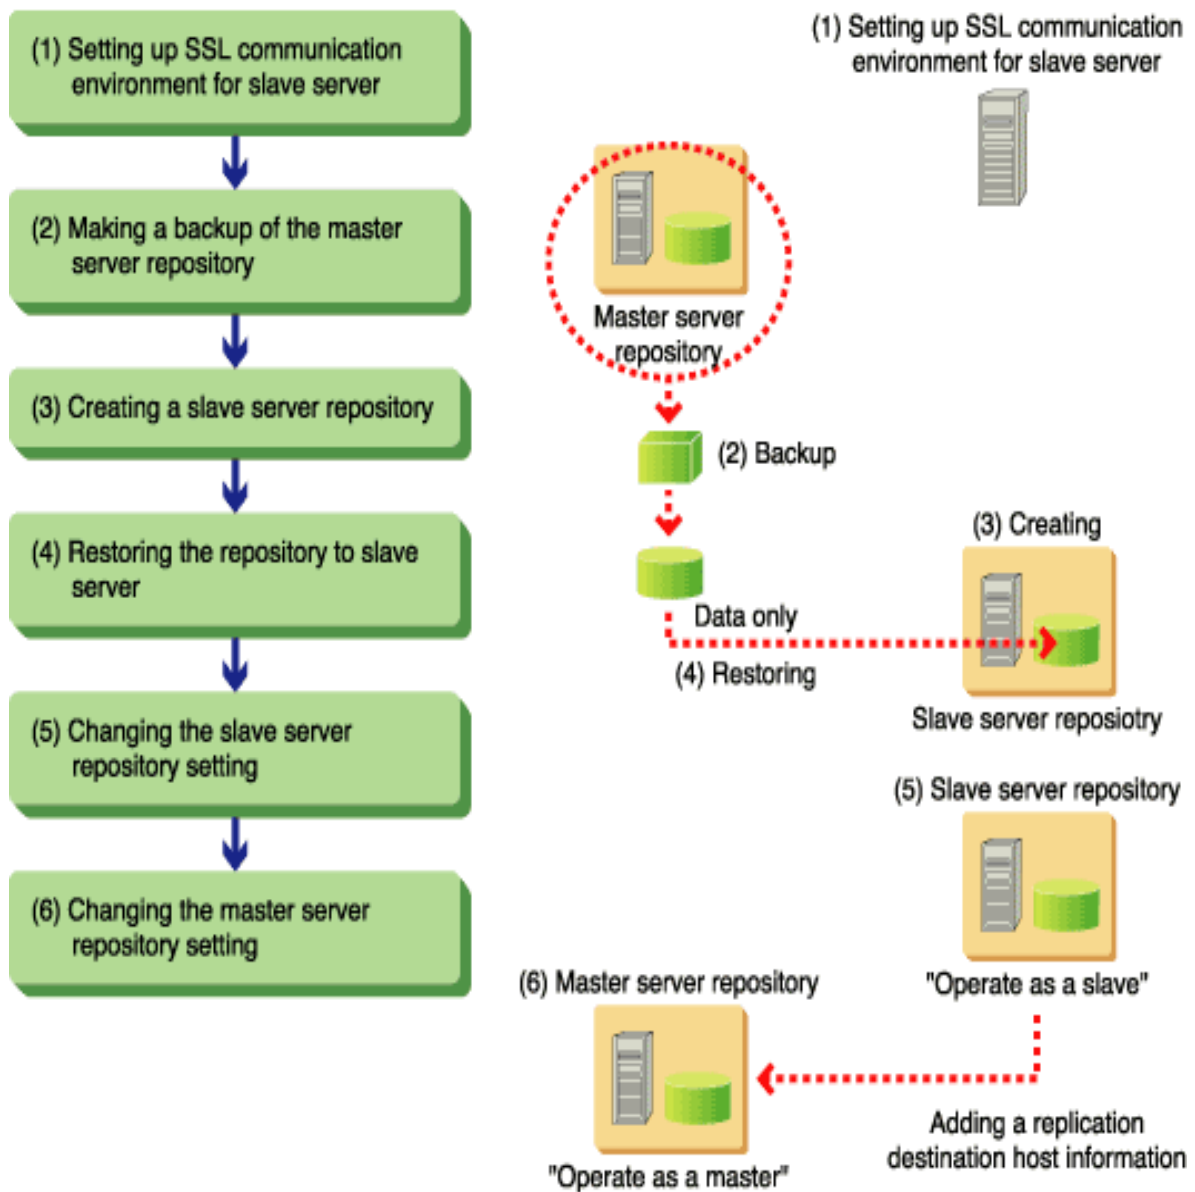 (1) Setting up SSL communication
environment for slave server
(2) Making a backup of the master
server repository
(3) Creating a slave server repository
(4) Restoring the repository to slave
server
(5) Changing the slave server
repository setting
(6) Changing the master server
repository setting
(1) Setting up SSL communication
environment for slave server
Master server
repository
(2) Backup
Data only
(4) Restoring
(3) Creating
Slave server reposiotry
(5) Slave server repository
"Operate as a slave"
(6) Master server repository
"Operate as a master"
Adding a replication
destination host information